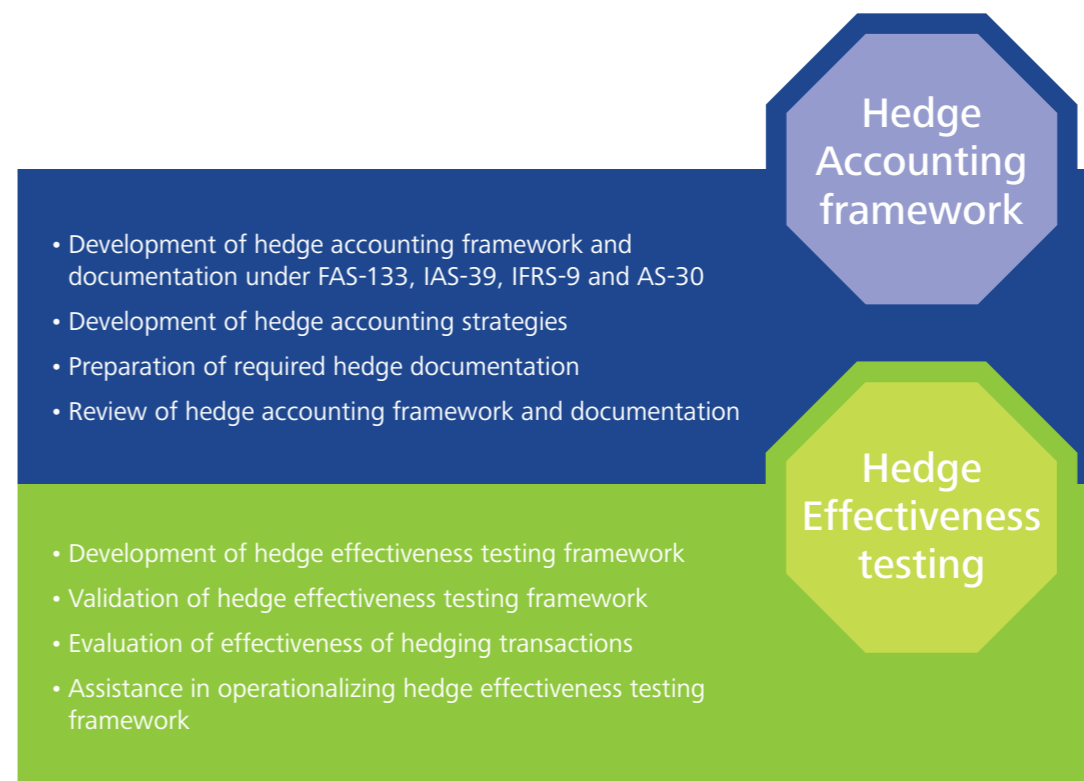 Hedge
Accounting
framework
• Development of hedge accounting framework and
documentation under FAS-133, IAS-39, IFRS-9 and AS-30
• Development of hedge accounting strategies
• Preparation of required hedge documentation
• Review of hedge accounting framework and documentation
Hedge
Effectiveness
testing
• Development of hedge effectiveness testing framework
• Validation of hedge effectiveness testing framework
• Evaluation of effectiveness of hedging transactions
• Assistance in operationalizing hedge effectiveness testing
framework